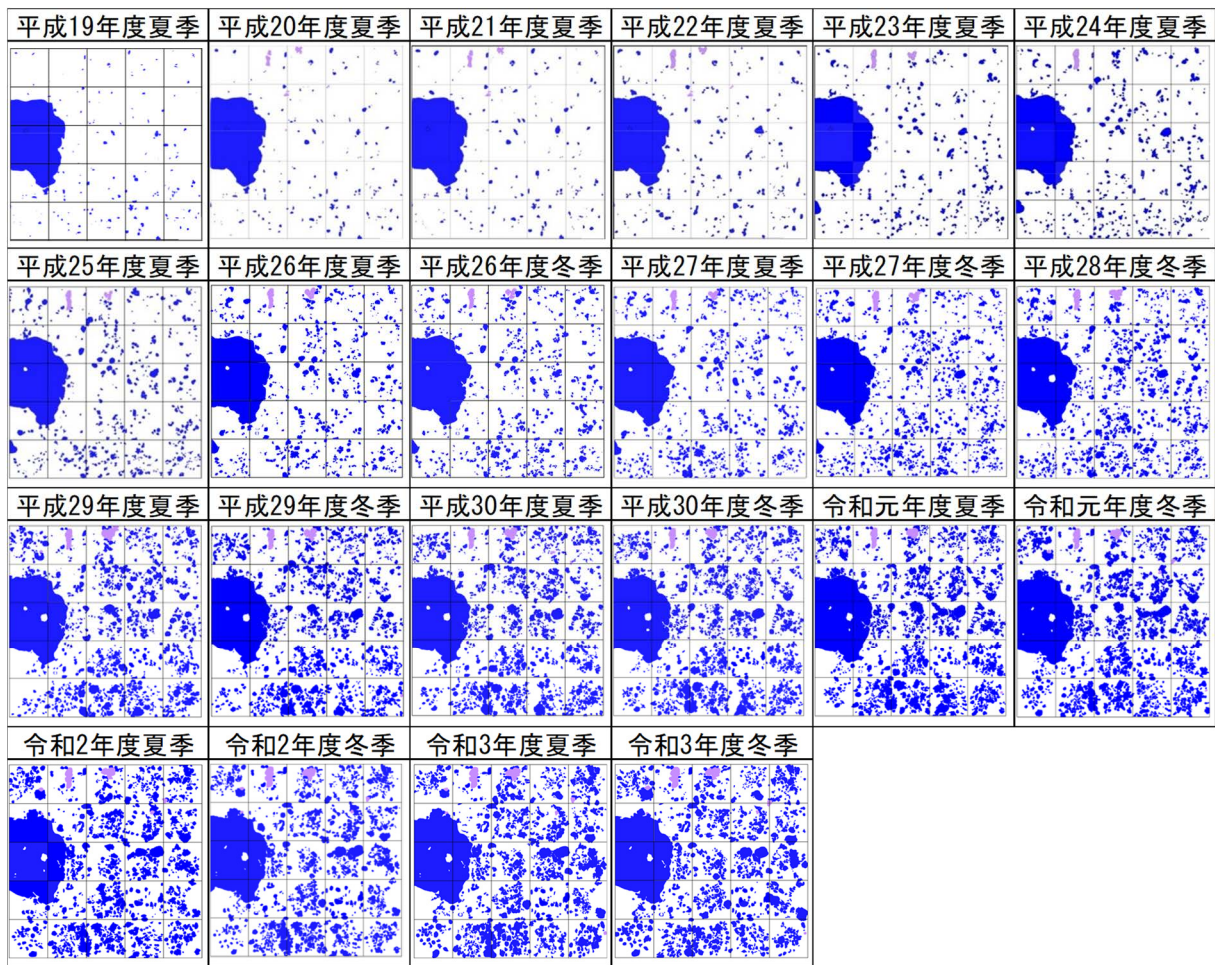 平成19年度夏季
平成20年度夏季
平成21年度夏季
平成22年度夏季
平成23年度夏季
平成24年度夏季
平成25年度夏季
平成26年度夏季
平成26年度冬季
平成27年度夏季
平成27年度冬季
平成28年度冬季
平成29年度夏季
平成29年度冬季
平成30年度夏季
平成30年度冬季
令和元年度夏季
令和元年度冬季
令和2年度夏季
令和2年度冬季
令和3年度夏季
令和3年度冬季